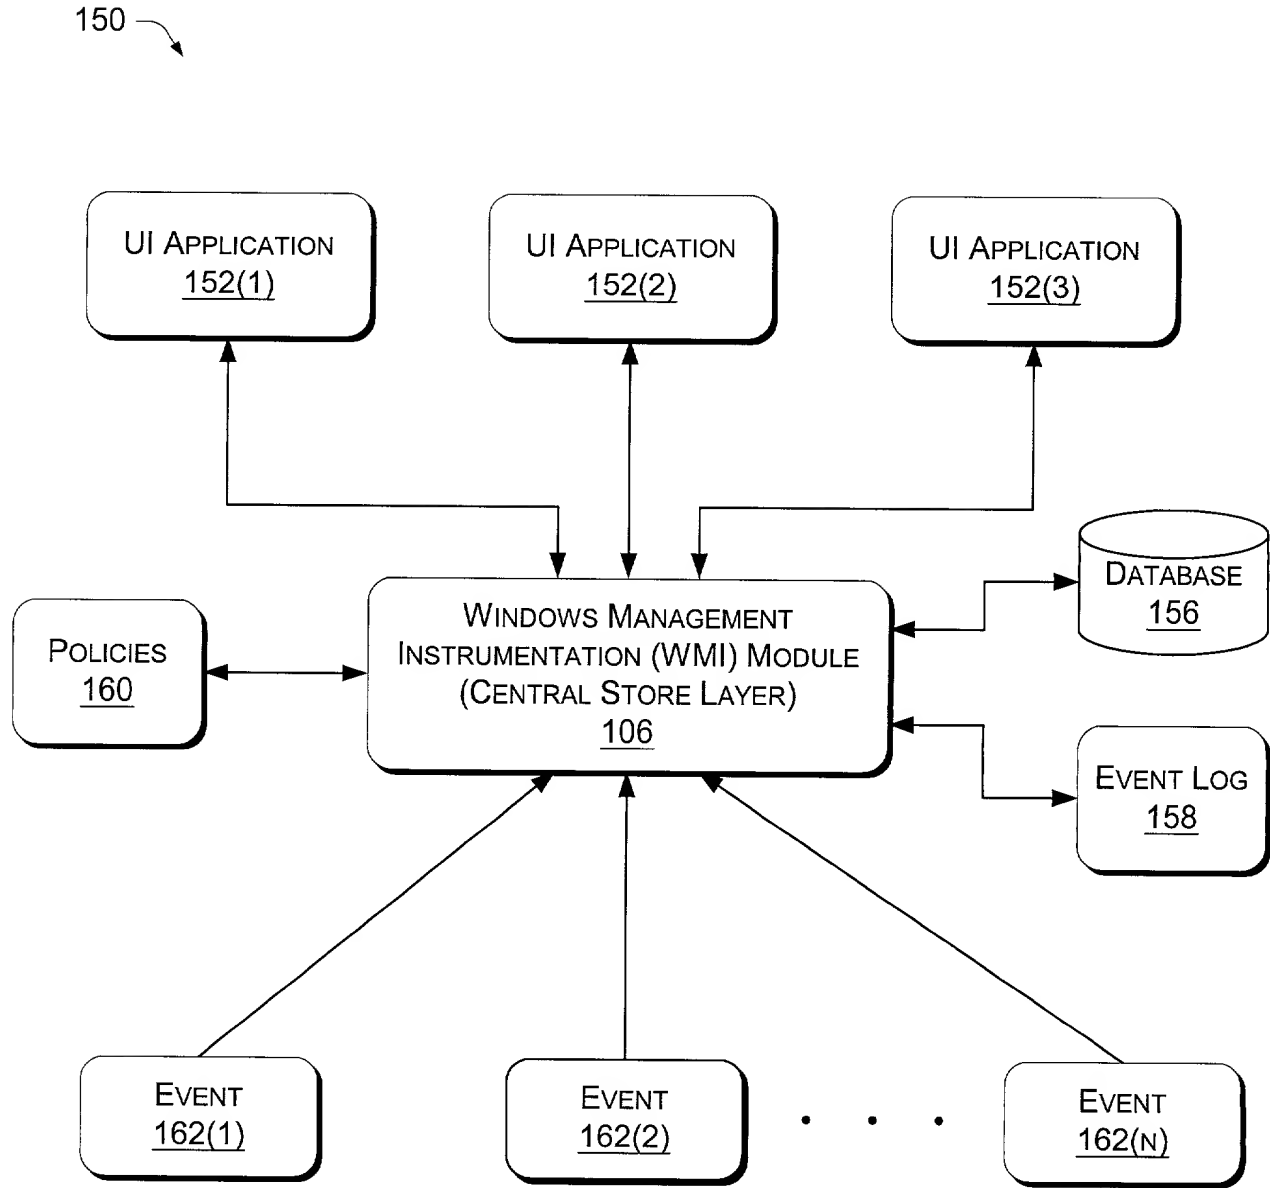 150
UI APPLICATION
152(1)
UI APPLICATION
152(2)
UI APPLICATION
152(3)
DATABASE
156
POLICIES
160
WINDOWS MANAGEMENT
INSTRUMENTATION (WMI) MODULE
(CENTRAL STORE LAYER)
106
EVENT LOG
158
EVENT
162(1)
EVENT
162(2)
. . .
EVENT
162(N)